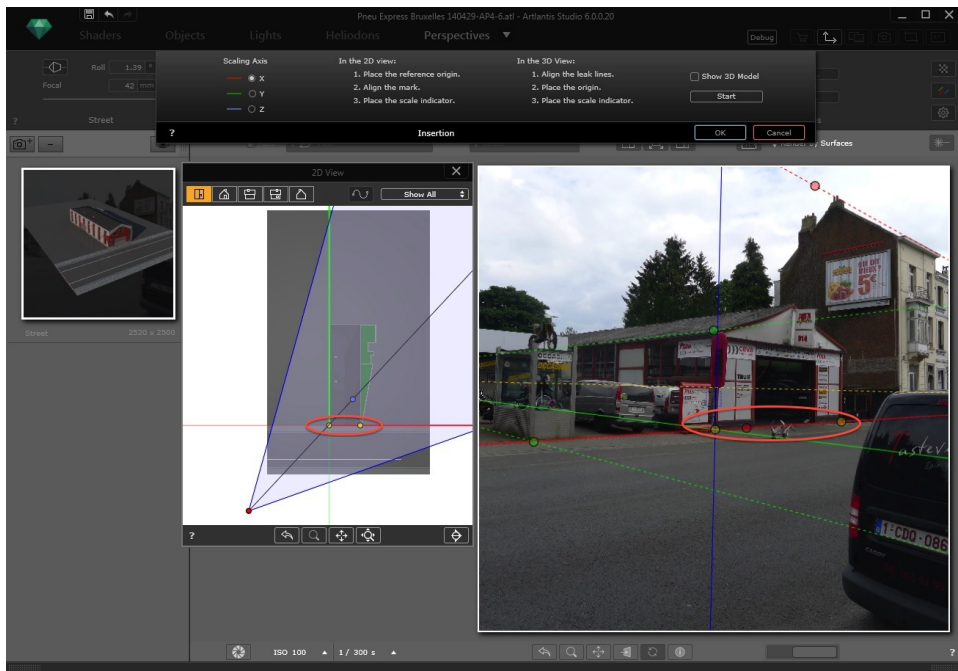 Pneu Express Bruxelles 140429-AP4-6.atl - Artlantis Studio 6.0.0.20
Shaders Objects Lights Heliodons Perspectives
Debug
Roll 1.39 °
Focal 42 mm
Street
?
Scaling Axis
X
Y
Z
In the 2D view:
1. Place the reference origin.
2. Align the mark.
3. Place the scale indicator.
In the 3D View:
1. Align the leak lines.
2. Place the origin.
3. Place the scale indicator.
Show 3D Model
Start
? Insertion OK Cancel
Surfaces
2D View
Show All
Street 2520 x 2500
?
5€
1-CDO-086
ISO 100 1 / 300 s
?